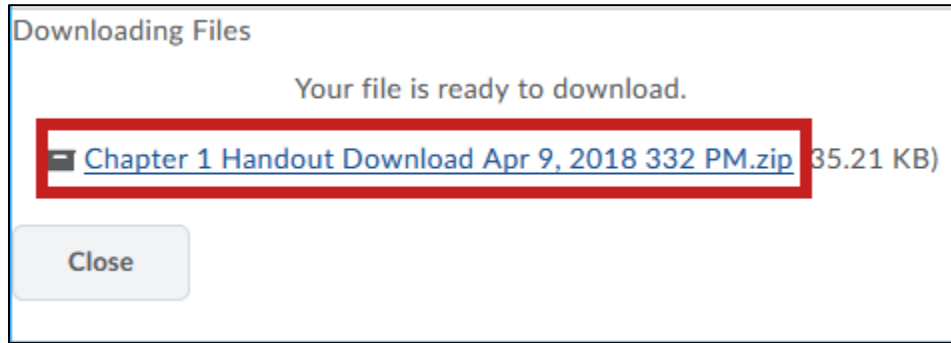 Downloading Files
Your file is ready to download.
Chapter 1 Handout Download Apr 9, 2018 332 PM.zip 35.21 KB)
Close